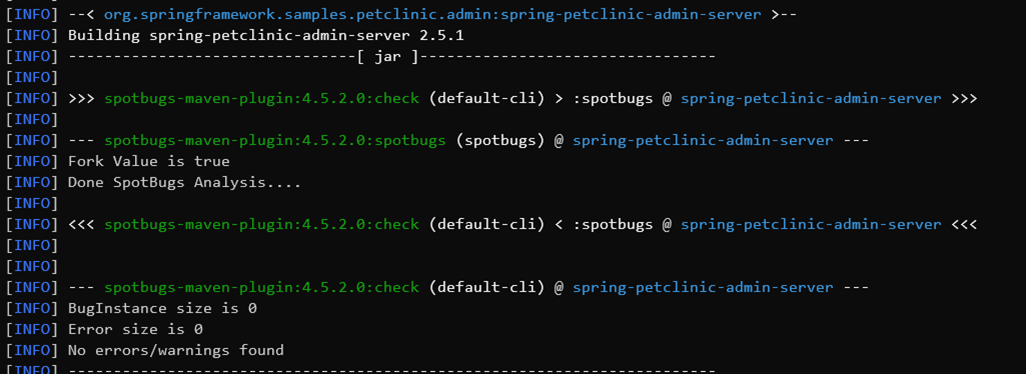 [INFO] --< org.springframework.samples.petclinic.admin:spring-petclinic-admin-server >--
[INFO] Building spring-petclinic-admin-server 2.5.1
[INFO] --------------------------------[ jar ]---------------------------------
[INFO]
[INFO] >>> spotbugs-maven-plugin:4.5.2.0:check (default-cli) > :spotbugs @ spring-petclinic-admin-server >>>
[INFO]
[INFO] --- spotbugs-maven-plugin:4.5.2.0:spotbugs (spotbugs) @ spring-petclinic-admin-server ---
[INFO] Fork Value is true
[INFO] Done SpotBugs Analysis....
[INFO]
[INFO] <<< spotbugs-maven-plugin:4.5.2.0:check (default-cli) < :spotbugs @ spring-petclinic-admin-server <<<
[INFO]
[INFO]
[INFO] --- spotbugs-maven-plugin:4.5.2.0:check (default-cli) @ spring-petclinic-admin-server ---
[INFO] BugInstance size is 0
[INFO] Error size is 0
[INFO] No errors/warnings found
[INFO] ------------------------------------------------------------------------